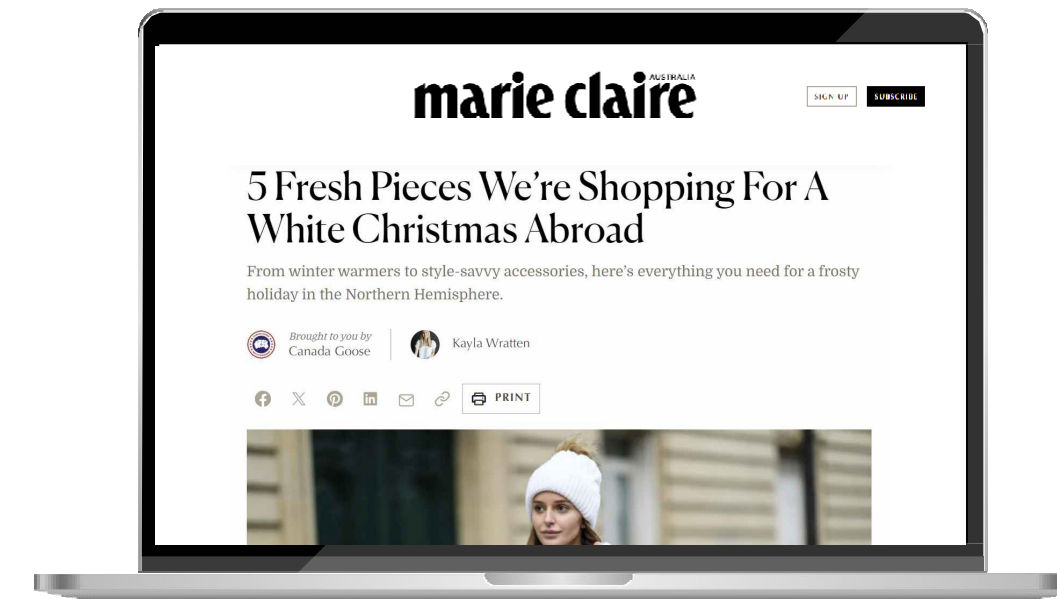 marie claire
AUSTRALIA
SIGN UP
SUBSCRIBE
5 Fresh Pieces We’re Shopping For A
White Christmas Abroad
From winter warmers to style-savvy accessories, here’s everything you need for a frosty
holiday in the Northern Hemisphere.
Brought to you by
Canada Goose
Kayla Wratten
PRINT